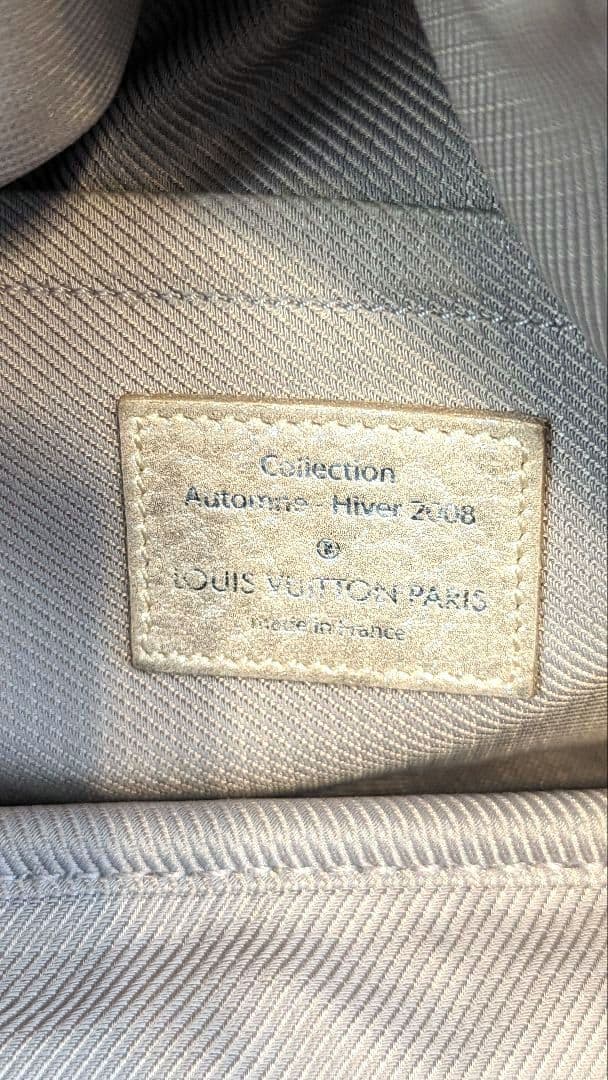 Collection
Automne - Hiver 2008
®
LOUIS VUITTON PARIS
made in France